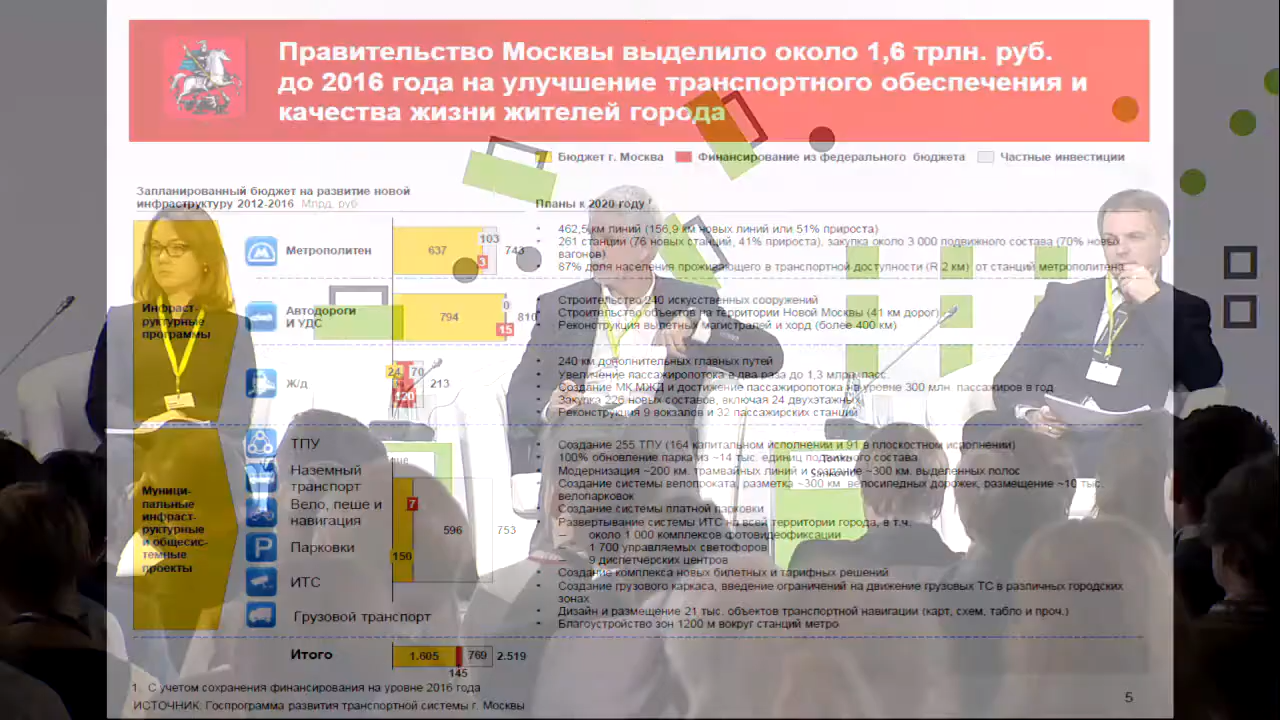 Правительство Москвы выделило около 1,6 трлн. руб.
до 2016 года на улучшение транспортного обеспечения и
качества жизни жителей города
Бюджет г. Москва
Финансирование из федерального бюджета
Частные инвестиции
Запланированный бюджет на развитие новой
инфраструктуру 2012-2016 Млрд. руб
Планы к 2020 году ¹
Инфраст-
руктурные
программы
Метрополитен
637
3
103
743
• 462,5 км линий (156,9 км новых линий или 51% прироста)
• 261 станции (76 новых станций, 41% прироста), закупка около 3 000 подвижного состава (70% новых
вагонов)
• 87% доля населения проживающего в транспортной доступности (R 2 км) от станций метрополитена
Автодороги
И УДС
794
15
0
810
• Строительство 240 искусственных сооружений
• Строительство объектов на территории Новой Москвы (41 км дорог)
• Реконструкция вылетных магистралей и хорд (более 400 км)
Ж/д
24
120
70
213
• 240 км дополнительных главных путей
• Увеличение пассажиропотока в два раза до 1,3 млрд. пасс.
• Создание МК МЖД и достижение пассажиропотока на уровне 300 млн. пассажиров в год
• Закупка 226 новых составов, включая 24 двухэтажных
• Реконструкция 9 вокзалов и 32 пассажирских станций
Муници-
пальные
инфраст-
руктурные
и общесис-
темные
проекты
ТПУ
Наземный
транспорт
Вело, пеше и
навигация
Парковки
ИТС
Грузовой транспорт
150
7
596
753
• Создание 255 ТПУ (164 капитальном исполнении и 91 в плоскостном исполнении)
• 100% обновление парка из ~14 тыс. единиц подвижного состава
• Модернизация ~200 км. трамвайных линий и создание ~300 км. выделенных полос
• Создание системы велопроката, разметка ~300 км. велосипедных дорожек, размещение ~10 тыс.
велопарковок
• Создание системы платной парковки
• Развертывание системы ИТС на всей территории города, в т.ч.
– около 1 000 комплексов фотовидеофиксации
– 1 700 управляемых светофоров
– 9 диспетчерских центров
• Создание комплекса новых билетных и тарифных решений
• Создание грузового каркаса, введение ограничений на движение грузовых ТС в различных городских
зонах
• Дизайн и размещение 21 тыс. объектов транспортной навигации (карт, схем, табло и проч.)
• Благоустройство зон 1200 м вокруг станций метро
Итого
1.605
145
769
2.519
1. С учетом сохранения финансирования на уровне 2016 года
ИСТОЧНИК: Госпрограмма развития транспортной системы г. Москвы
5